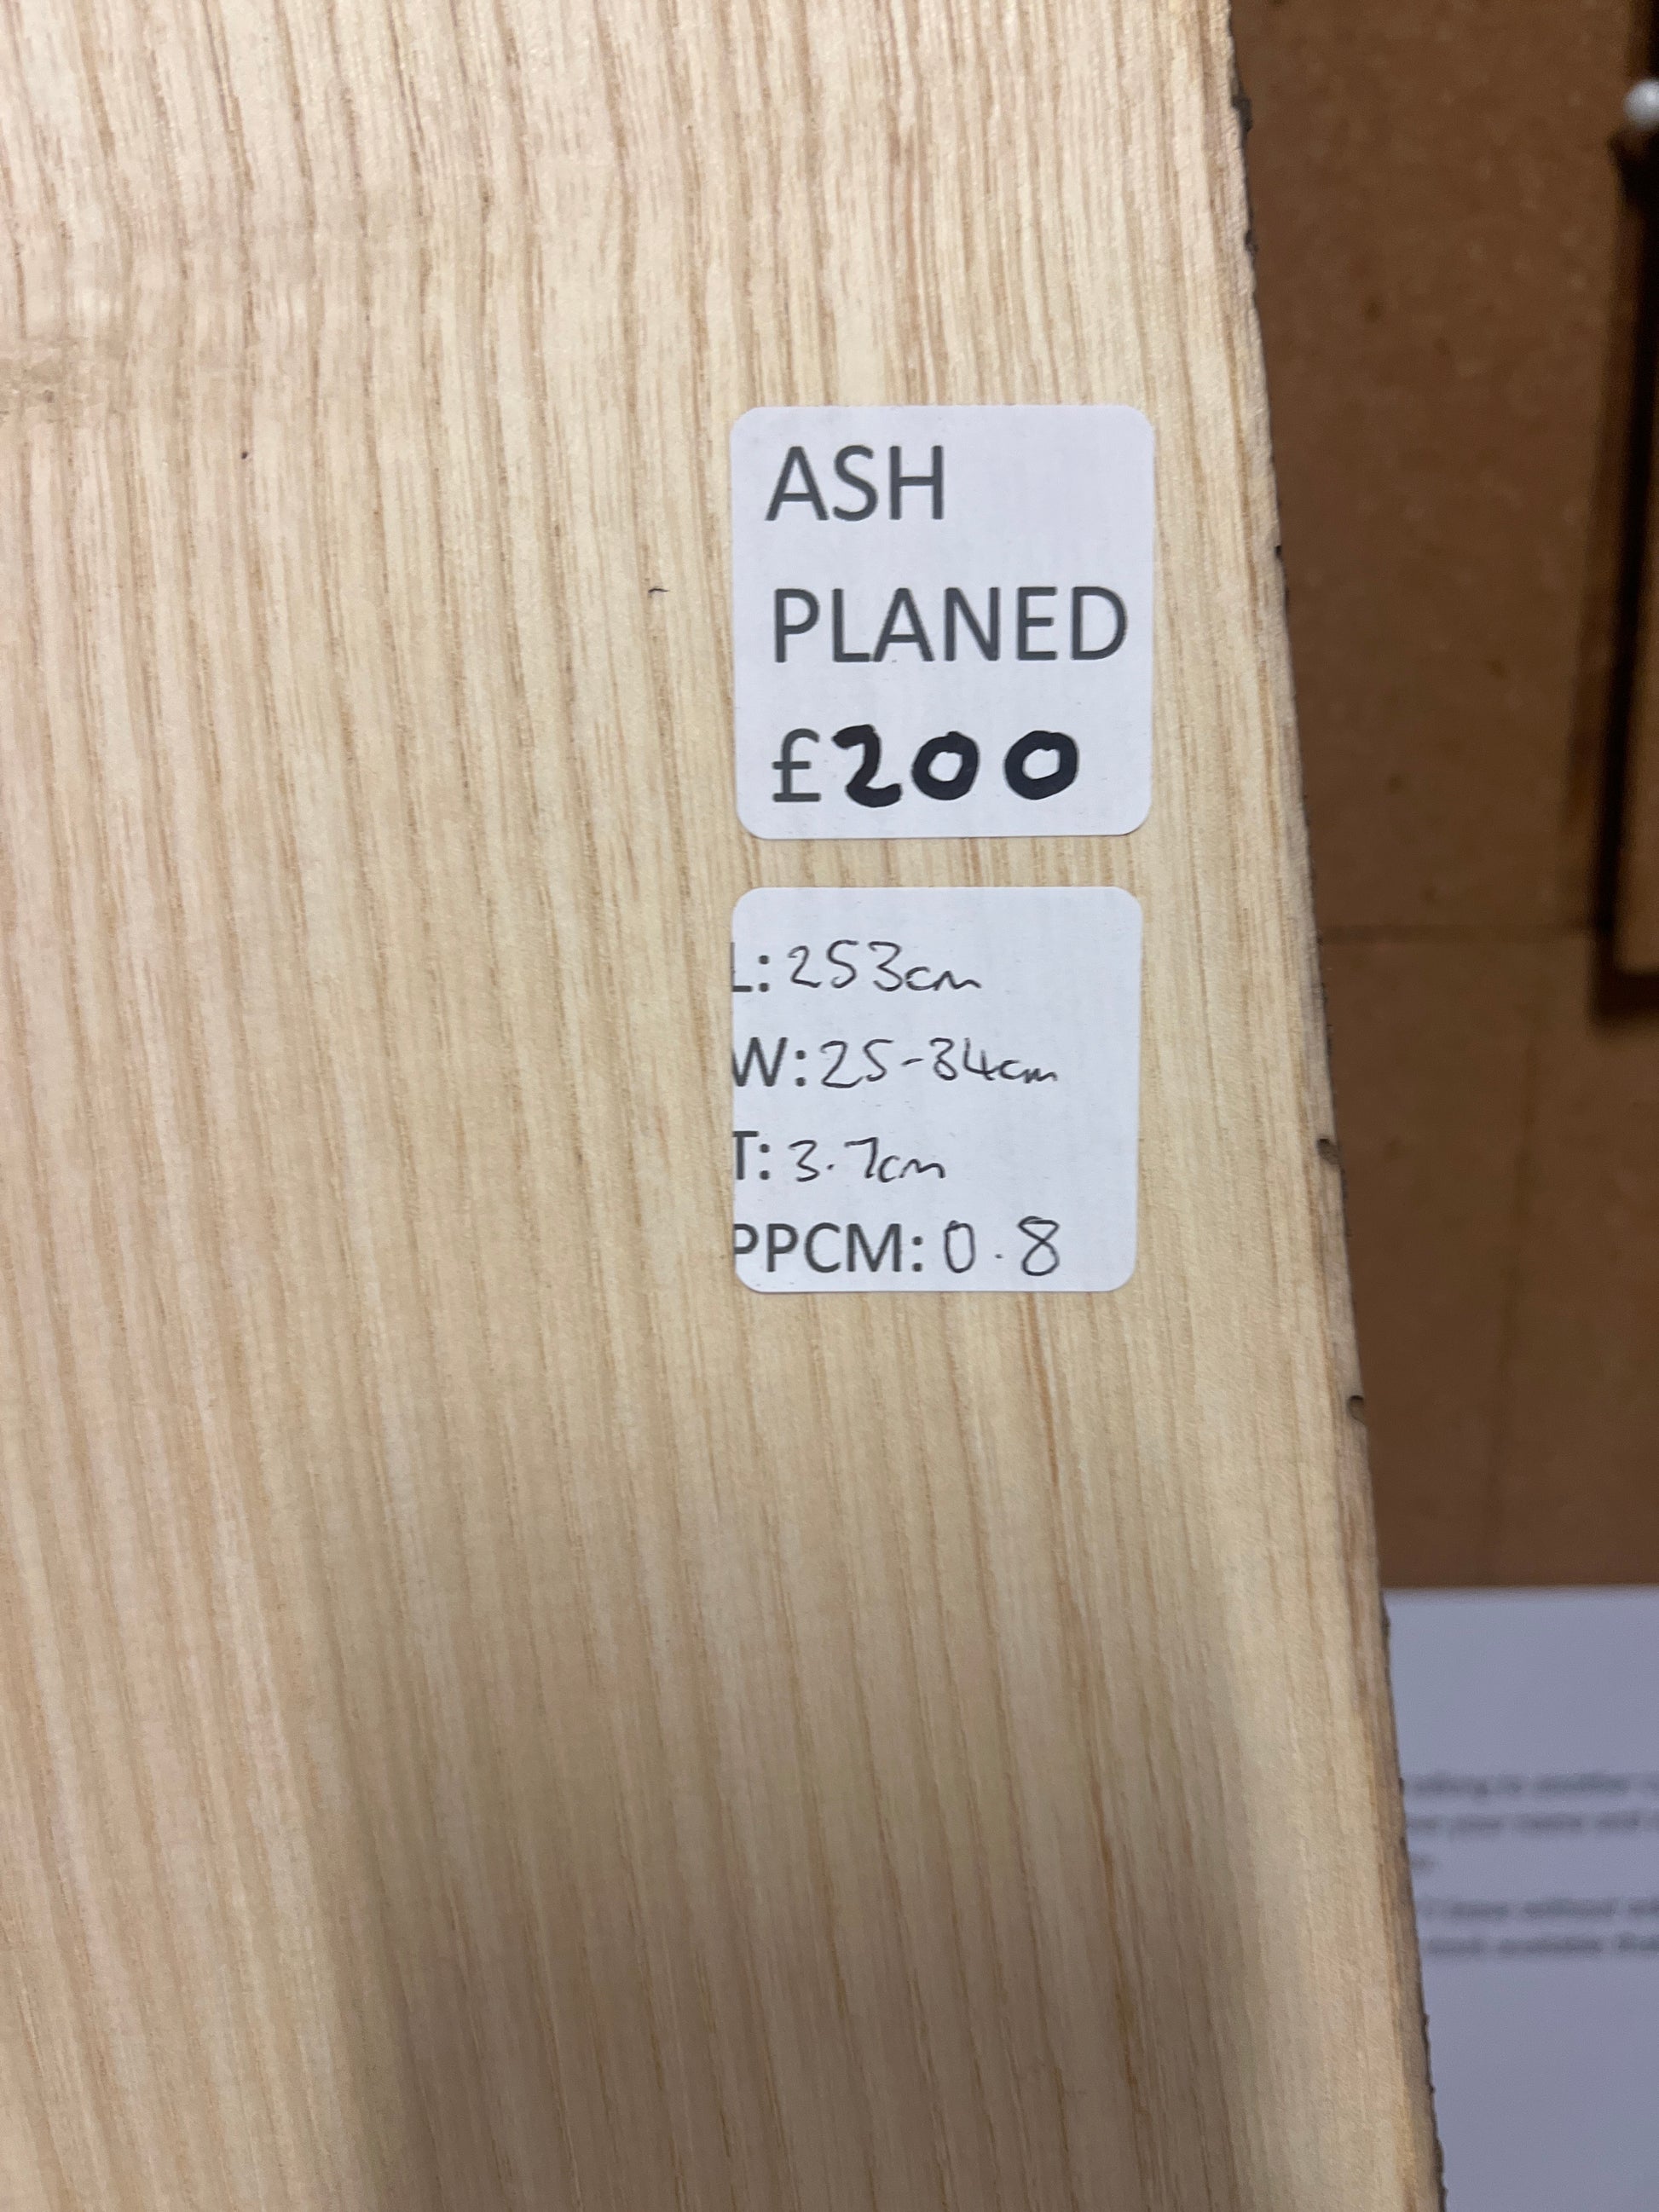 ASH
PLANED
£200
L: 253cm
W: 25-34cm
T: 3.7cm
PPCM: 0.8